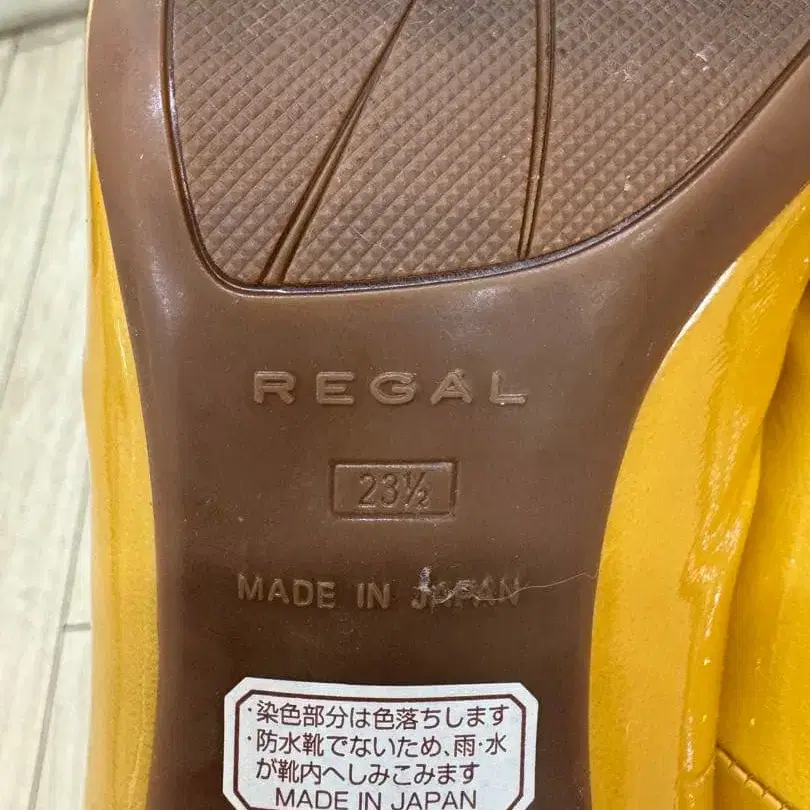 REGAL
23½
MADE IN JAPAN
・染色部分は色落ちします
・防水靴でないため、雨・水
が靴内へしみこみます
MADE IN JAPAN